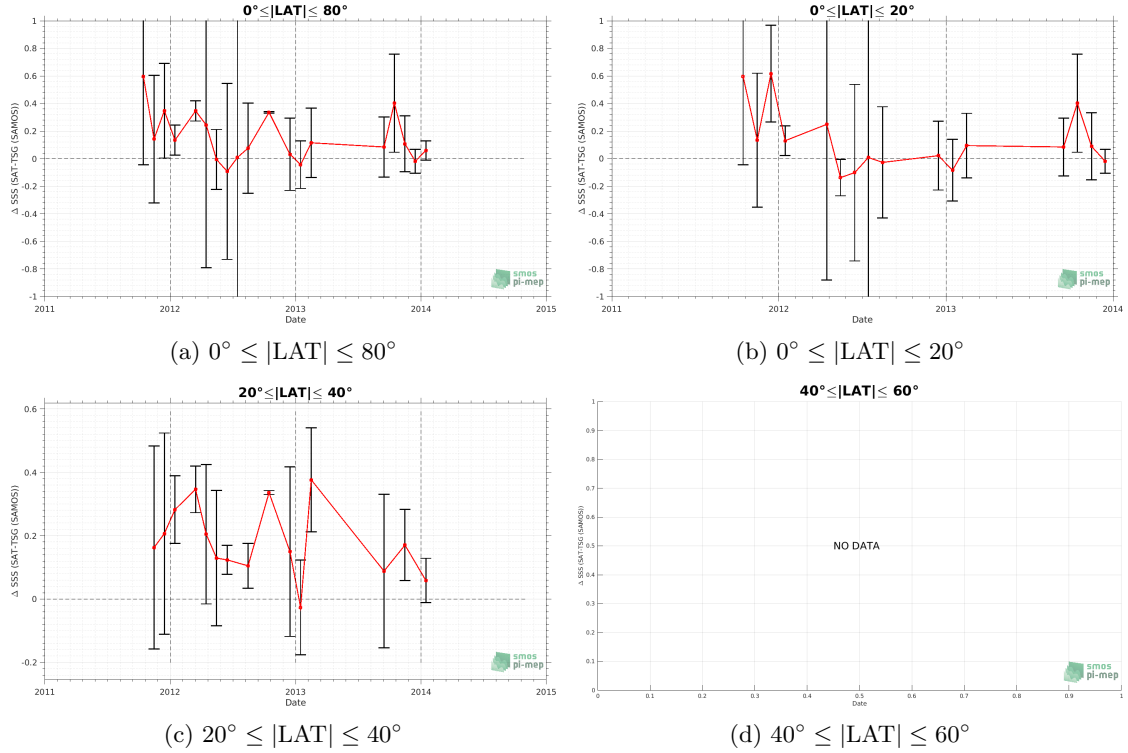 0°≤|LAT|≤ 80°
1
0.8
0.6
0.4
0.2
0
-0.2
-0.4
-0.6
-0.8
-1
Δ SSS (SAT-TSG (SAMOS))
2011 2012 2013 2014 2015
Date
smos
pi-mep
(a) 0° ≤ |LAT| ≤ 80°
0°≤|LAT|≤ 20°
1
0.8
0.6
0.4
0.2
0
-0.2
-0.4
-0.6
-0.8
-1
Δ SSS (SAT-TSG (SAMOS))
2011 2012 2013 2014
Date
smos
pi-mep
(b) 0° ≤ |LAT| ≤ 20°
20°≤|LAT|≤ 40°
0.6
0.4
0.2
0
-0.2
Δ SSS (SAT-TSG (SAMOS))
2011 2012 2013 2014 2015
Date
smos
pi-mep
(c) 20° ≤ |LAT| ≤ 40°
40°≤|LAT|≤ 60°
1
0.9
0.8
0.7
0.6
0.5
0.4
0.3
0.2
0.1
0
Δ SSS (SAT-TSG (SAMOS))
NO DATA
0 0.1 0.2 0.3 0.4 0.5 0.6 0.7 0.8 0.9 1
Date
smos
pi-mep
(d) 40° ≤ |LAT| ≤ 60°